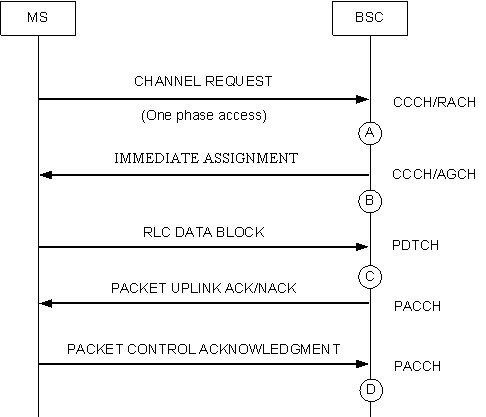 MS
BSC
CHANNEL REQUEST
(One phase access)
CCCH/RACH
A
IMMEDIATE ASSIGNMENT
CCCH/AGCH
B
RLC DATA BLOCK
PDTCH
C
PACKET UPLINK ACK/NACK
PACCH
PACKET CONTROL ACKNOWLEDGMENT
PACCH
D